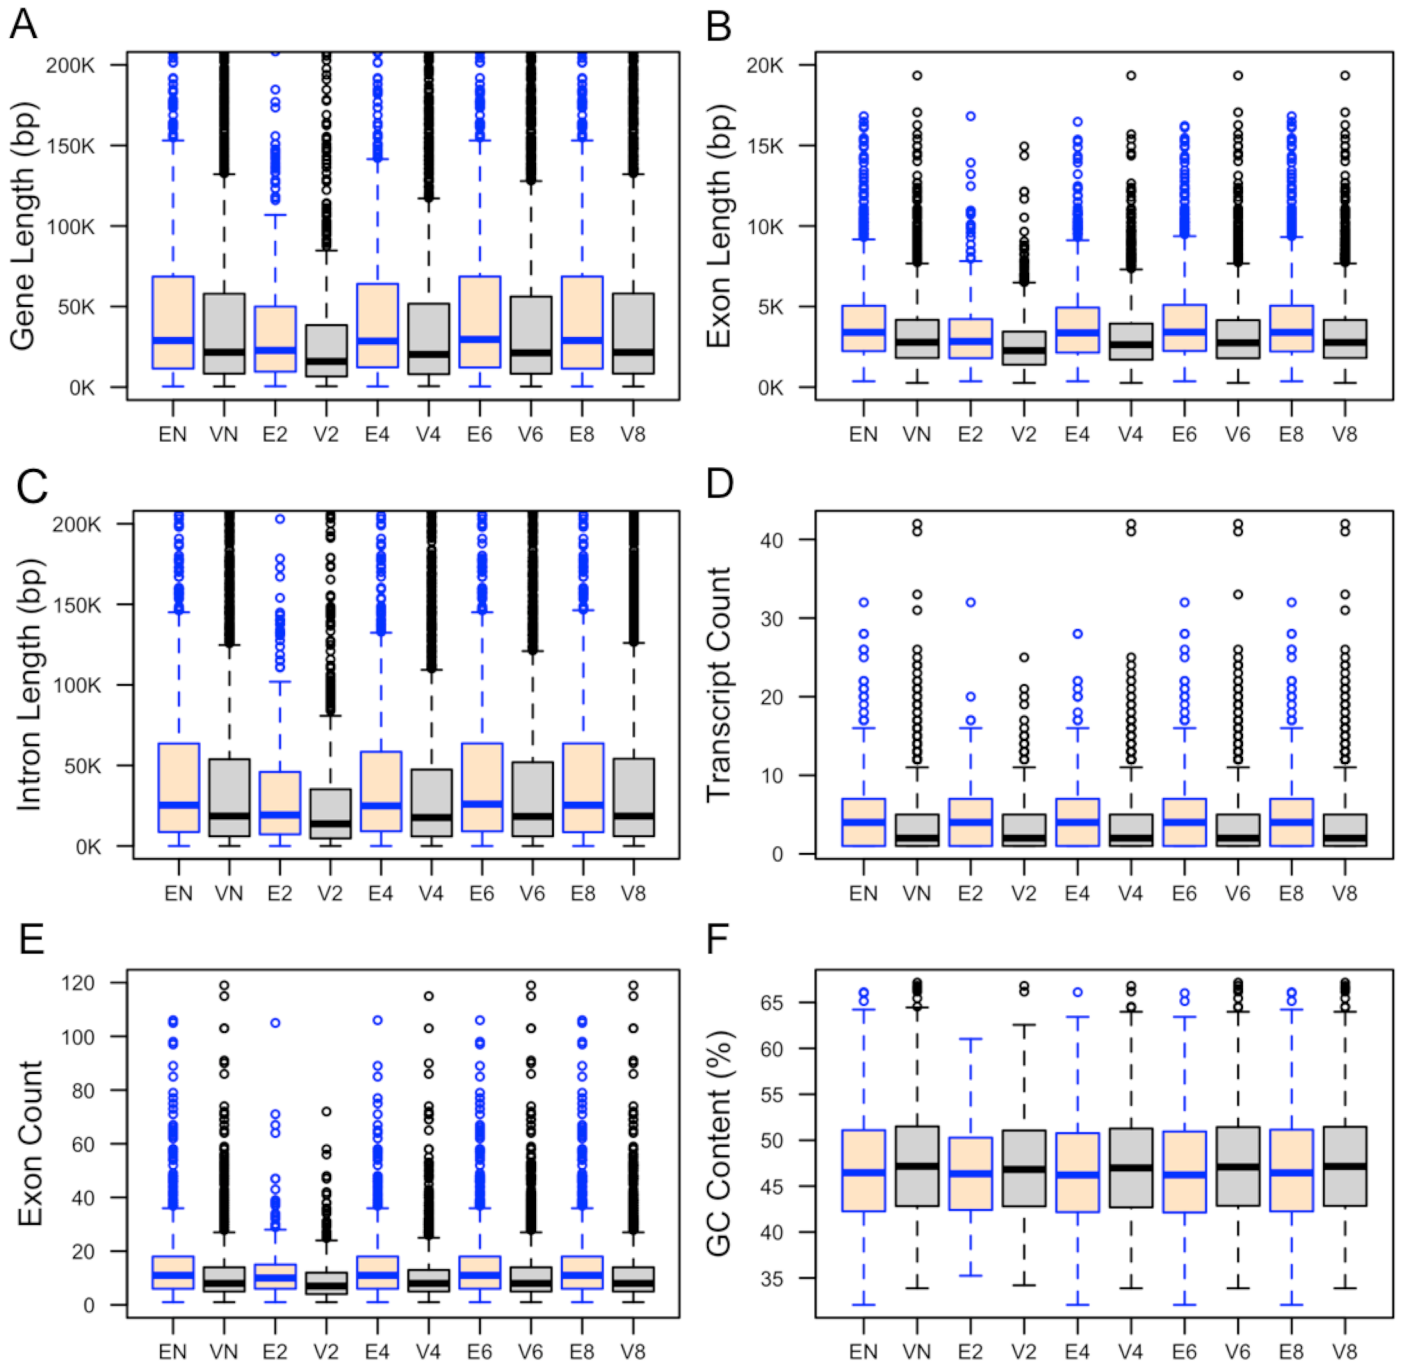 A
Gene Length (bp)
200K
150K
100K
50K
0K
EN VN E2 V2 E4 V4 E6 V6 E8 V8
B
Exon Length (bp)
20K
15K
10K
5K
0K
EN VN E2 V2 E4 V4 E6 V6 E8 V8
C
Intron Length (bp)
200K
150K
100K
50K
0K
EN VN E2 V2 E4 V4 E6 V6 E8 V8
D
Transcript Count
40
30
20
10
0
EN VN E2 V2 E4 V4 E6 V6 E8 V8
E
Exon Count
120
100
80
60
40
20
0
EN VN E2 V2 E4 V4 E6 V6 E8 V8
F
GC Content (%)
65
60
55
50
45
40
35
EN VN E2 V2 E4 V4 E6 V6 E8 V8